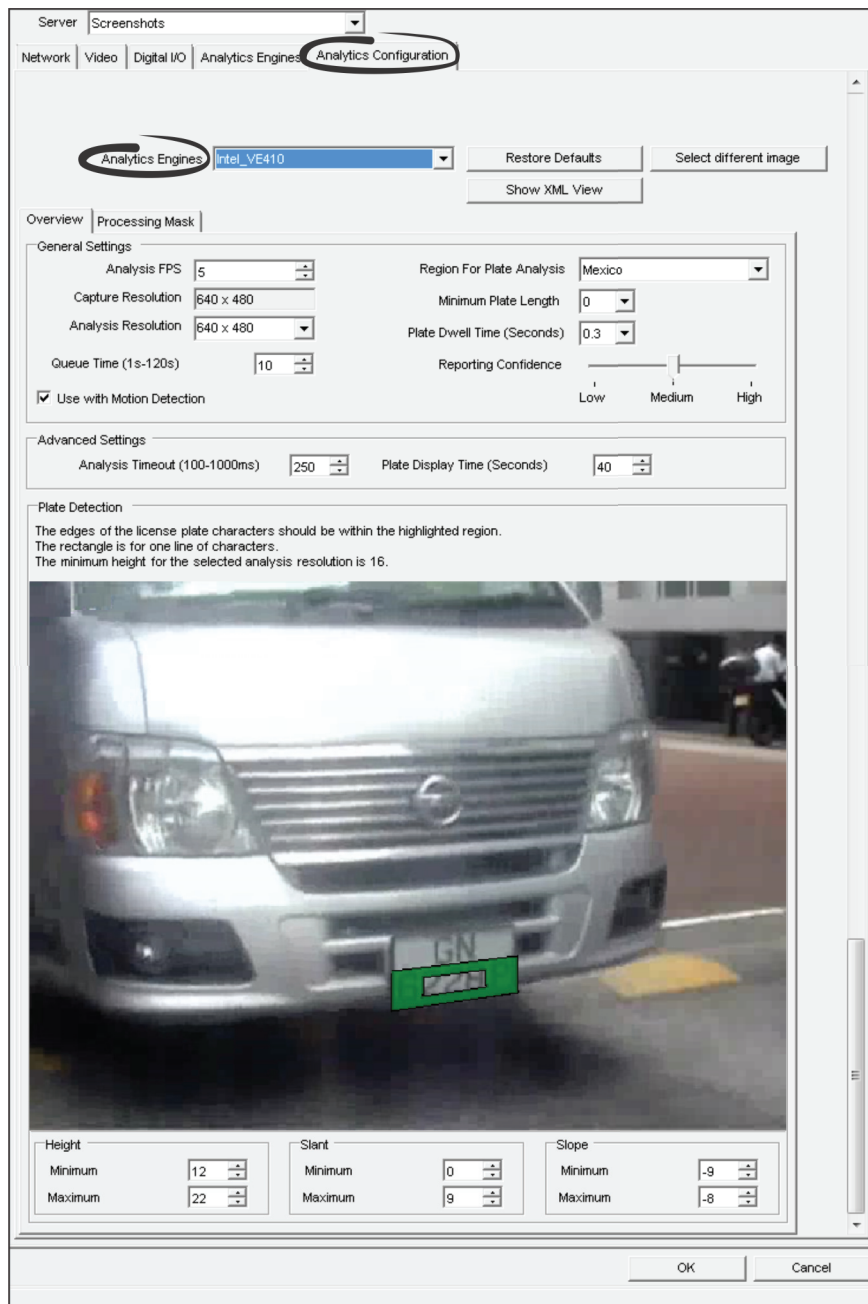 Server Screenshots
Network Video Digital I/O Analytics Engines Analytics Configuration
Analytics Engines Intel_VE410 Restore Defaults Select different image
Show XML View
Overview Processing Mask
General Settings
Analysis FPS 5 Region For Plate Analysis Mexico
Capture Resolution 640 x 480 Minimum Plate Length 0
Analysis Resolution 640 x 480 Plate Dwell Time (Seconds) 0.3
Queue Time (1s-120s) 10 Reporting Confidence
Use with Motion Detection Low Medium High
Advanced Settings
Analysis Timeout (100-1000ms) 250 Plate Display Time (Seconds) 40
Plate Detection
The edges of the license plate characters should be within the highlighted region.
The rectangle is for one line of characters.
The minimum height for the selected analysis resolution is 16.
GN
Height Slant Slope
Minimum 12 Minimum 0 Minimum -9
Maximum 22 Maximum 9 Maximum -8
OK Cancel